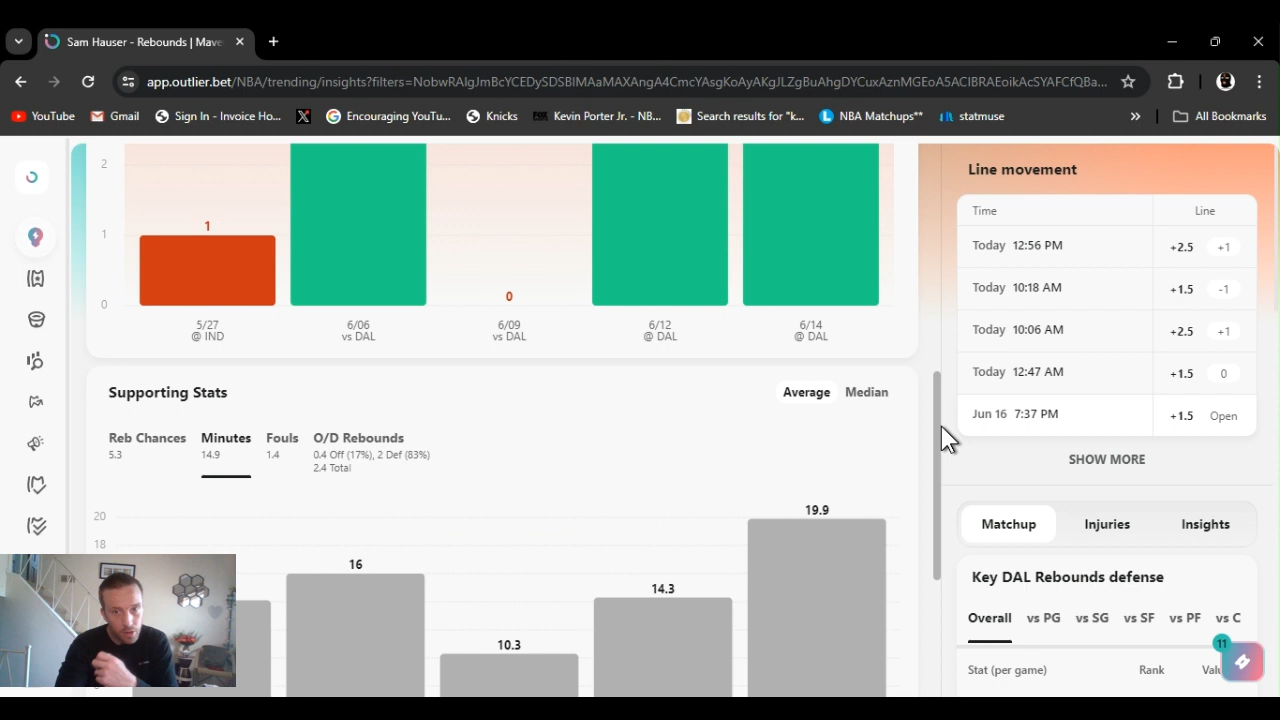 Sam Hauser - Rebounds | Mave
app.outlier.bet/NBA/trending/insights?filters=NobwRAlgJmBcYCEDySDSBIMAaMAXAngA4CmcYAsgKoAyAKgJLZgBuAhgDYCuxAznMGEoA5ACIBRAEoikAcSYAFCfQBa...
YouTube Gmail Sign In - Invoice Ho... Encouraging YouTu... Knicks FOX Kevin Porter Jr. - NB... Search results for "k... NBA Matchups** statmuse » All Bookmarks
2
1
0
1
0
5/27
@ IND
6/06
vs DAL
6/09
vs DAL
6/12
@ DAL
6/14
@ DAL
Supporting Stats
Average Median
Reb Chances Minutes Fouls O/D Rebounds
5.3 14.9 1.4 0.4 Off (17%), 2 Def (83%)
2.4 Total
20
18
16
10.3
14.3
19.9
Line movement
Time Line
Today 12:56 PM +2.5 +1
Today 10:18 AM +1.5 -1
Today 10:06 AM +2.5 +1
Today 12:47 AM +1.5 0
Jun 16 7:37 PM +1.5 Open
SHOW MORE
Matchup Injuries Insights
Key DAL Rebounds defense
Overall vs PG vs SG vs SF vs PF vs C
11
Stat (per game) Rank